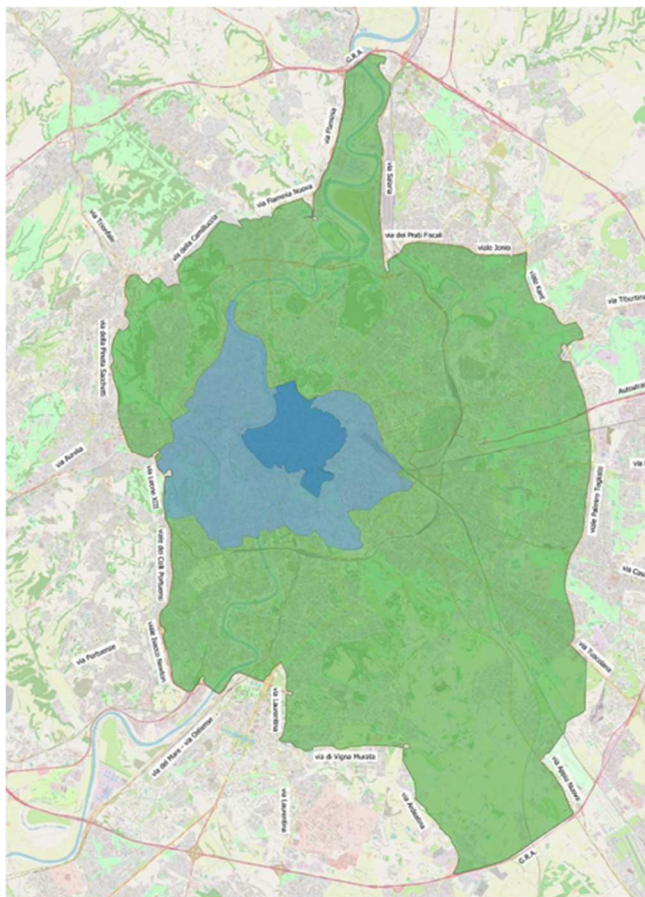 G.R.A.
via Flaminia
via Salaria
via Flaminia Nuova
via Trionfale
via della Camilluccia
via dei Prati Fiscali
viale Jonio
viale Kant
via Tiburtina
via della Pineta Sacchetti
via Aurelia
via Leone XIII
viale Palmiro Togliatti
viale dei Colli Portuensi
viale Isacco Newton
via Portuense
via Tuscolana
via Laurentina
via del Mare - via Ostiense
via di Vigna Murata
via Appia Nuova
via Ardeatina
via Laurentina
G.R.A.